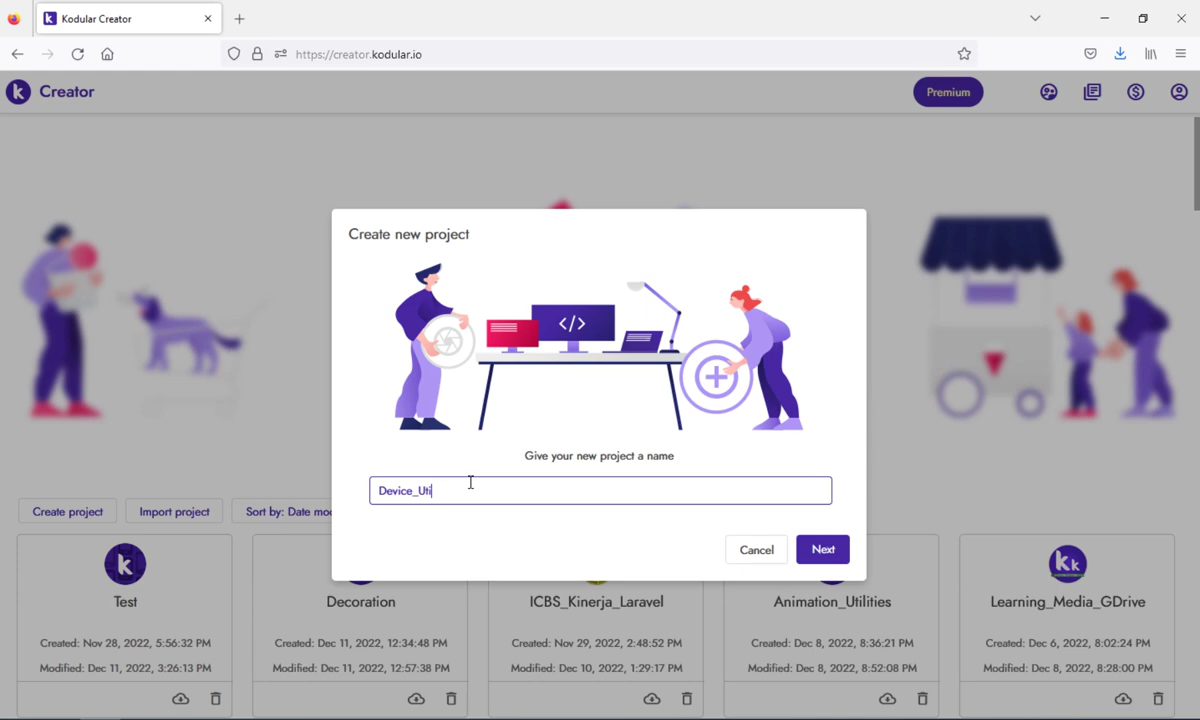 Kodular Creator
https://creator.kodular.io
Creator
Premium
Create new project
</>
Give your new project a name
Device_Uti
Cancel
Next
Create project
Import project
Sort by: Date mo
Test
Created: Nov 28, 2022, 5:56:32 PM
Modified: Dec 11, 2022, 3:26:13 PM
Decoration
Created: Dec 11, 2022, 12:34:48 PM
Modified: Dec 11, 2022, 12:57:38 PM
ICBS_Kinerja_Laravel
Created: Nov 29, 2022, 2:48:52 PM
Modified: Dec 10, 2022, 1:29:17 PM
Animation_Utilities
Created: Dec 8, 2022, 8:36:21 PM
Modified: Dec 8, 2022, 8:52:08 PM
Learning_Media_GDrive
Created: Dec 6, 2022, 8:02:24 PM
Modified: Dec 8, 2022, 8:28:00 PM